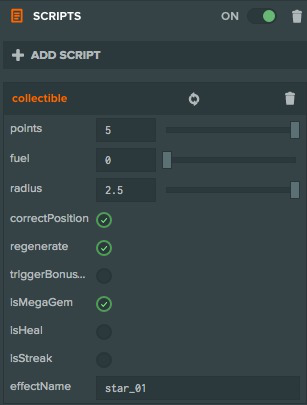 SCRIPTS ON
ADD SCRIPT
collectible
points 5
fuel 0
radius 2.5
correctPosition
regenerate
triggerBonus...
isMegaGem
isHeal
isStreak
effectName star_01